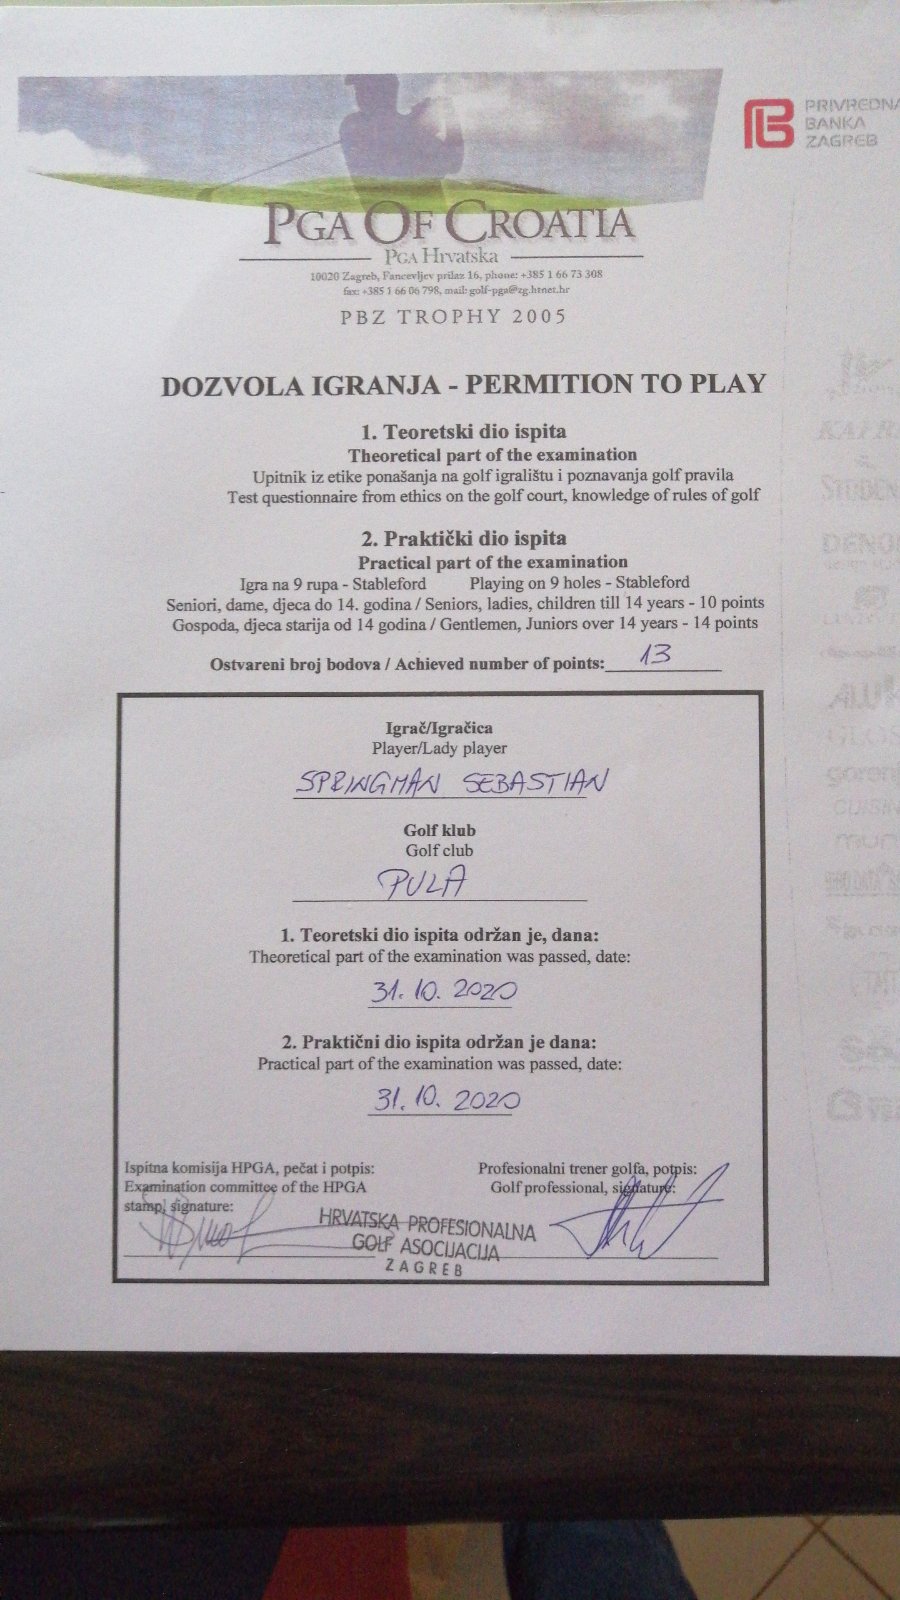 PRIVREDNA
BANKA
ZAGREB
PGA OF CROATIA
PGA Hrvatska
10020 Zagreb, Fancevljev prilaz 16, phone: +385 1 66 73 308
fax: +385 1 66 06 798, mail: golf-pga@zg.htnet.hr
PBZ TROPHY 2005
DOZVOLA IGRANJA - PERMITION TO PLAY
1. Teoretski dio ispita
Theoretical part of the examination
Upitnik iz etike ponašanja na golf igralištu i poznavanja golf pravila
Test questionnaire from ethics on the golf court, knowledge of rules of golf
2. Praktički dio ispita
Practical part of the examination
Igra na 9 rupa - Stableford Playing on 9 holes - Stableford
Seniori, dame, djeca do 14. godina / Seniors, ladies, children till 14 years - 10 points
Gospoda, djeca starija od 14 godina / Gentlemen, Juniors over 14 years - 14 points
Ostvareni broj bodova / Achieved number of points: 13
Igrač/Igračica
Player/Lady player
SPRINGMAN SEBASTIAN
Golf klub
Golf club
PULA
1. Teoretski dio ispita održan je, dana:
Theoretical part of the examination was passed, date:
31.10.2020
2. Praktični dio ispita održan je dana:
Practical part of the examination was passed, date:
31.10.2020
Ispitna komisija HPGA, pečat i potpis:
Examination committee of the HPGA
stamp, signature:
Profesionalni trener golfa, potpis:
Golf professional, signature:
HRVATSKA PROFESIONALNA
GOLF ASOCIJACIJA
ZAGREB